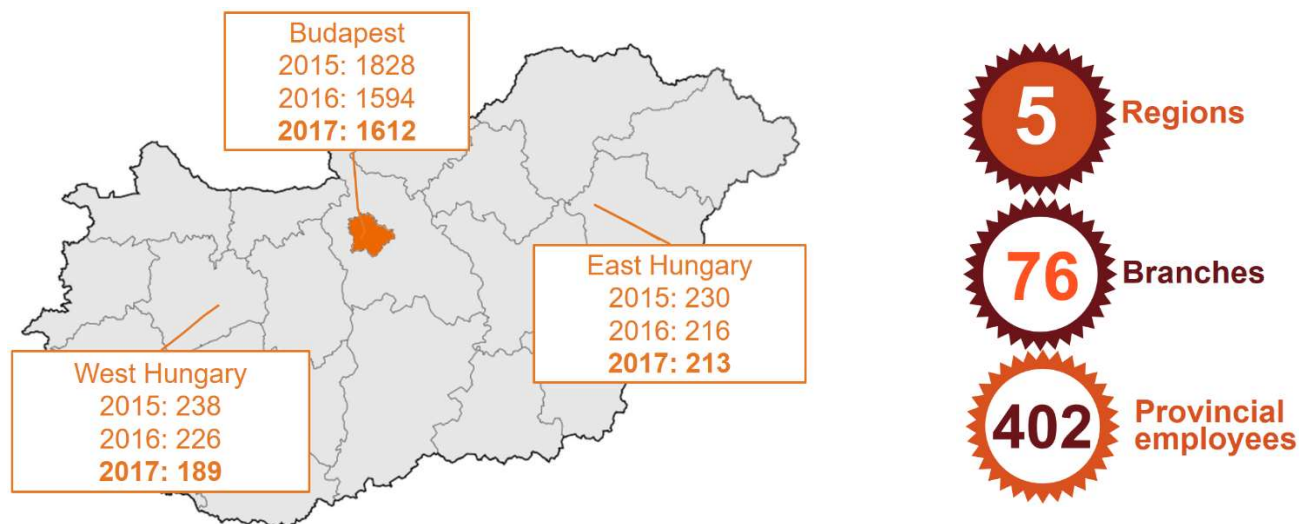 Budapest
2015: 1828
2016: 1594
2017: 1612
East Hungary
2015: 230
2016: 216
2017: 213
West Hungary
2015: 238
2016: 226
2017: 189
5
Regions
76
Branches
402
Provincial
employees